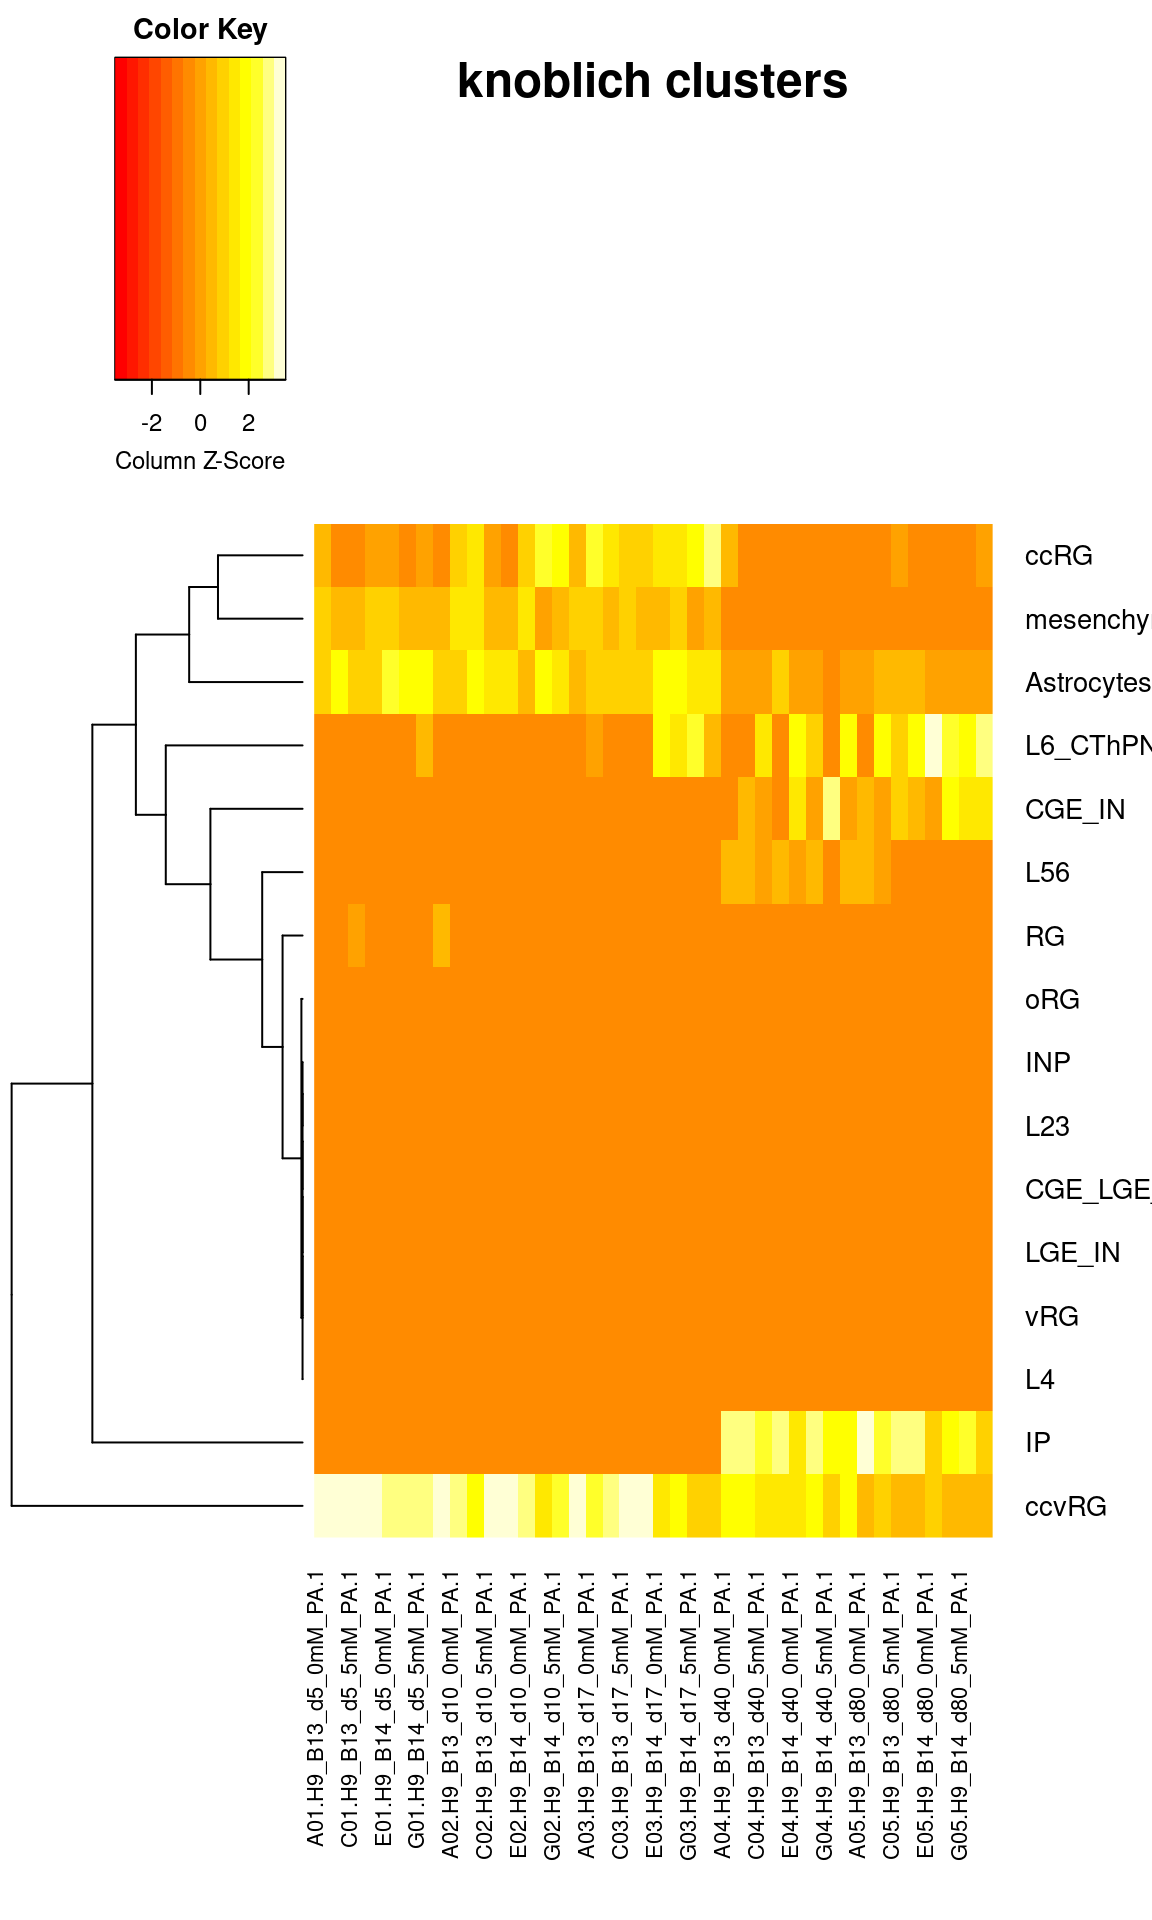 Color Key
knoblich clusters
-2 0 2
Column Z-Score
ccRG
mesenchy
Astrocytes
L6_CThPN
CGE_IN
L56
RG
oRG
INP
L23
CGE_LGE_
LGE_IN
vRG
L4
IP
ccvRG
A01.H9_B13_d5_0mM_PA.1
C01.H9_B13_d5_5mM_PA.1
E01.H9_B14_d5_0mM_PA.1
G01.H9_B14_d5_5mM_PA.1
A02.H9_B13_d10_0mM_PA.1
C02.H9_B13_d10_5mM_PA.1
E02.H9_B14_d10_0mM_PA.1
G02.H9_B14_d10_5mM_PA.1
A03.H9_B13_d17_0mM_PA.1
C03.H9_B13_d17_5mM_PA.1
E03.H9_B14_d17_0mM_PA.1
G03.H9_B14_d17_5mM_PA.1
A04.H9_B13_d40_0mM_PA.1
C04.H9_B13_d40_5mM_PA.1
E04.H9_B14_d40_0mM_PA.1
G04.H9_B14_d40_5mM_PA.1
A05.H9_B13_d80_0mM_PA.1
C05.H9_B13_d80_5mM_PA.1
E05.H9_B14_d80_0mM_PA.1
G05.H9_B14_d80_5mM_PA.1